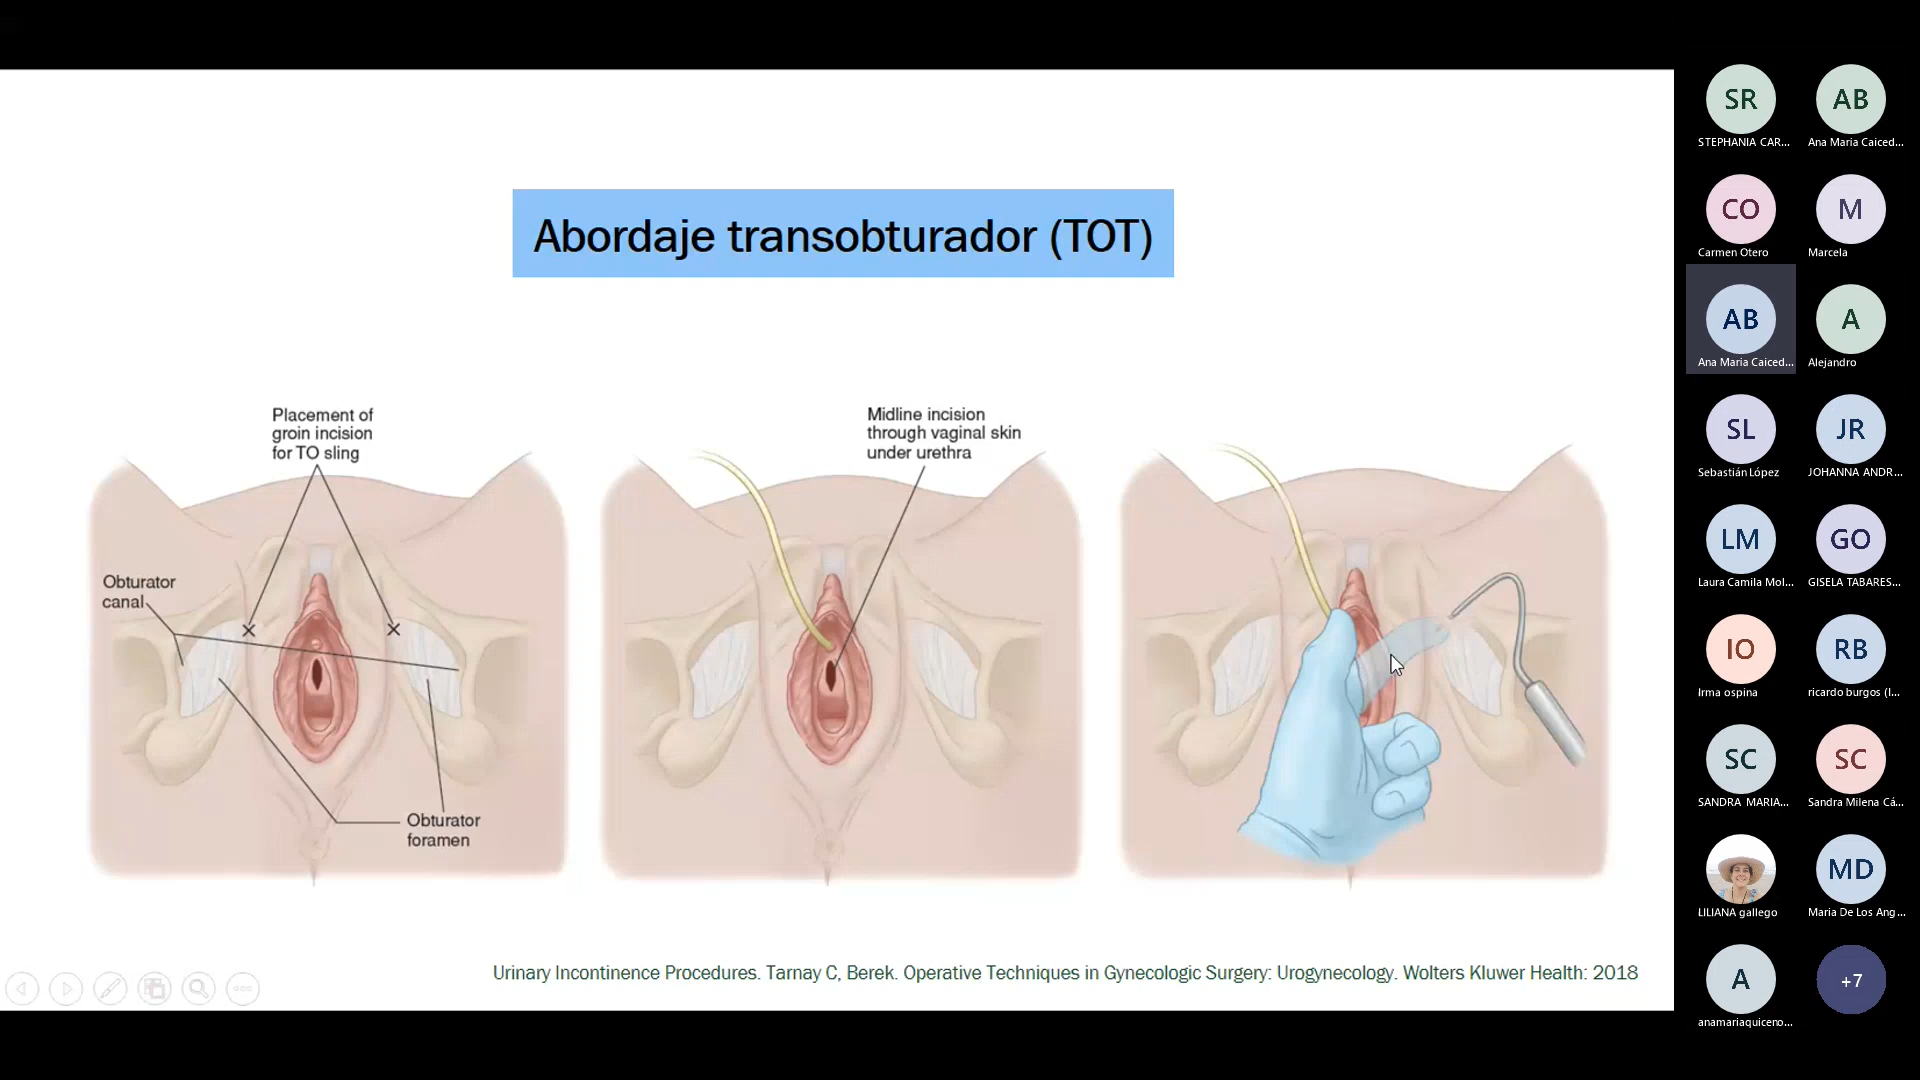 Abordaje transobturador (TOT)
Placement of
groin incision
for TO sling
Obturator
canal
Obturator
foramen
Midline incision
through vaginal skin
under urethra
Urinary Incontinence Procedures. Tarnay C, Berek. Operative Techniques in Gynecologic Surgery: Urogynecology. Wolters Kluwer Health: 2018
SR
STEPHANIA CAR...
AB
Ana Maria Caiced...
CO
Carmen Otero
M
Marcela
AB
Ana Maria Caiced...
A
Alejandro
SL
Sebastián López
JR
JOHANNA ANDR...
LM
Laura Camila Mol...
GO
GISELA TABARES...
IO
Irma ospina
RB
ricardo burgos (I...
SC
SANDRA MARIA...
SC
Sandra Milena Cá...
LILIANA gallego
MD
Maria De Los Ang...
A
anamariaquiceno...
+7